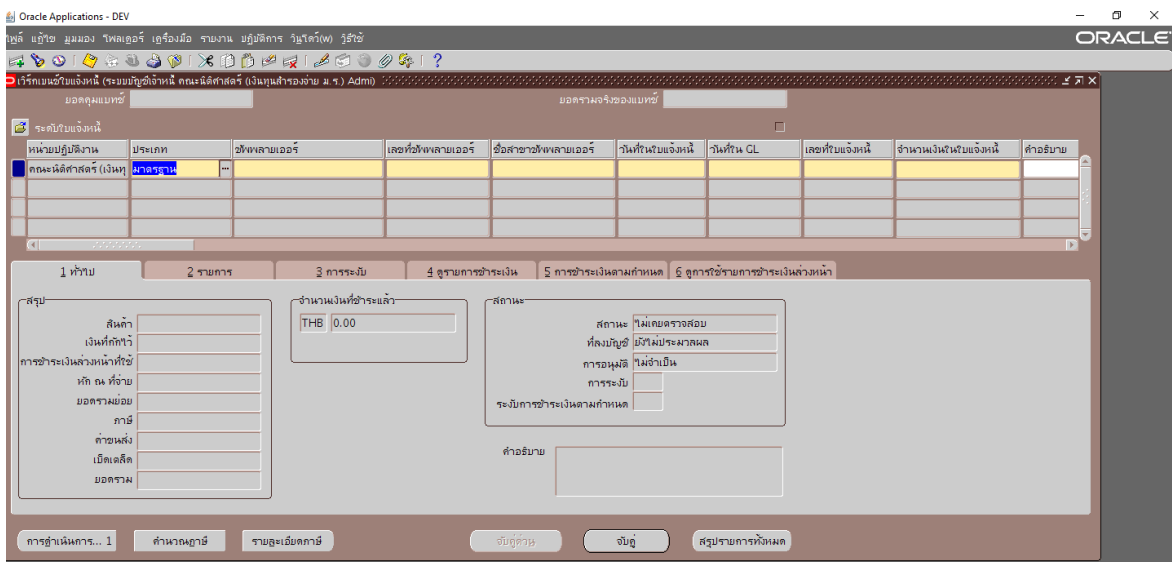 Oracle Applications - DEV
ไฟล์ แก้ไข มุมมอง โฟลเดอร์ เครื่องมือ รายงาน ปฏิบัติการ วินโดว์(w) วิธีใช้
ORACLE
เวิร์กเบนช์ใบแจ้งหนี้ (ระบบบัญชีเจ้าหนี้ คณะนิติศาสตร์ (เงินทุนสำรองจ่าย ม.ร.) Admi)
ยอดคุมแบทช์ ยอดรวมจริงของแบทช์
ระดับใบแจ้งหนี้
หน่วยปฏิบัติงาน ประเภท ซัพพลายเออร์ เลขที่ซัพพลายเออร์ ชื่อสาขาซัพพลายเออร์ วันที่ในใบแจ้งหนี้ วันที่ใน GL เลขที่ใบแจ้งหนี้ จำนวนเงินในใบแจ้งหนี้ คำอธิบาย
คณะนิติศาสตร์ (เงินทุ มาตรฐาน
1 ทั่วไป 2 รายการ 3 การระงับ 4 ดูรายการชำระเงิน 5 การชำระเงินตามกำหนด 6 ดูการใช้รายการชำระเงินล่วงหน้า
สรุป จำนวนเงินที่ชำระแล้ว สถานะ
สินค้า THB 0.00 สถานะ ไม่เคยตรวจสอบ
เงินที่กักไว้ ที่ลงบัญชี ยังไม่ประมวลผล
การชำระเงินล่วงหน้าที่ใช้ การอนุมัติ ไม่จำเป็น
หัก ณ ที่จ่าย การระงับ
ยอดรวมย่อย ระงับการชำระเงินตามกำหนด
ภาษี
ค่าขนส่ง
เบ็ดเตล็ด คำอธิบาย
ยอดรวม
การดำเนินการ... 1 คำนวณภาษี รายละเอียดภาษี จับคู่ด่วน จับคู่ สรุปรายการทั้งหมด